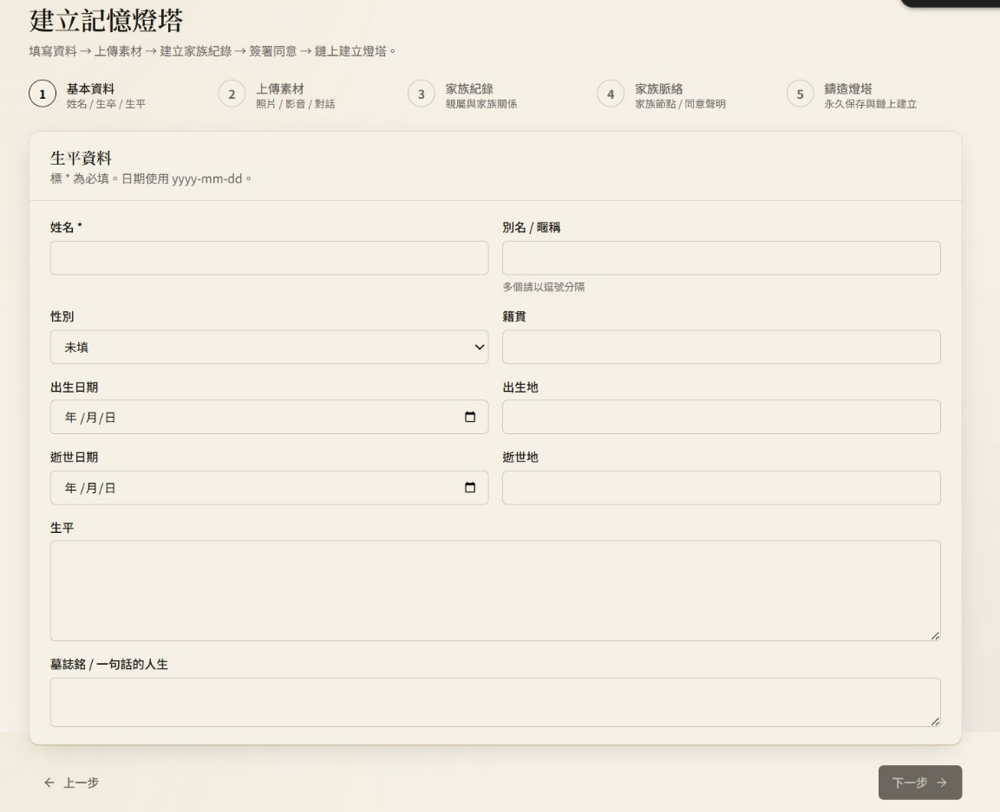 建立記憶燈塔
填寫資料 → 上傳素材 → 建立家族紀錄 → 簽署同意 → 鏈上建立燈塔。
1 基本資料
姓名 / 生卒 / 生平
2 上傳素材
照片 / 影音 / 對話
3 家族紀錄
親屬與家族關係
4 家族脈絡
家族節點 / 同意聲明
5 鑄造燈塔
永久保存與鏈上建立
生平資料
標 * 為必填。日期使用 yyyy-mm-dd。
姓名 *
別名 / 暱稱
多個請以逗號分隔
性別
未填
籍貫
出生日期
年 /月/日
出生地
逝世日期
年 /月/日
逝世地
生平
墓誌銘 / 一句話的人生
← 上一步
下一步 →